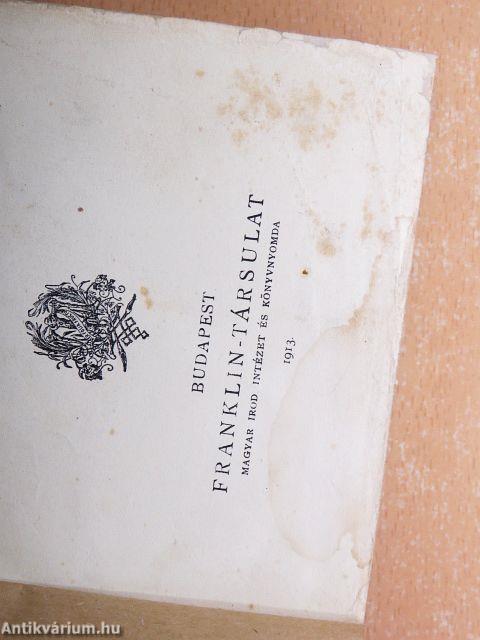 BUDAPEST
FRANKLIN-TÁRSULAT
MAGYAR IROD INTÉZET ÉS KÖNYVNYOMDA
1913.
Antikvárium.hu